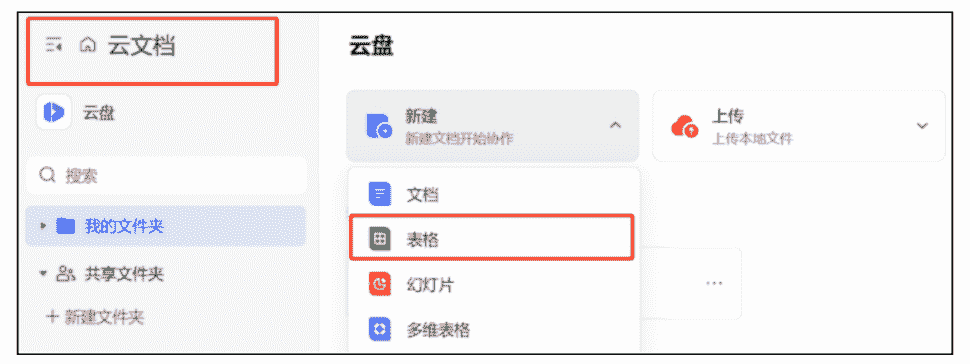 云文档
云盘
搜索
我的文件夹
共享文件夹
新建文件夹
云盘
新建
新建文档开始协作
上传
上传本地文件
文档
表格
幻灯片
多维表格